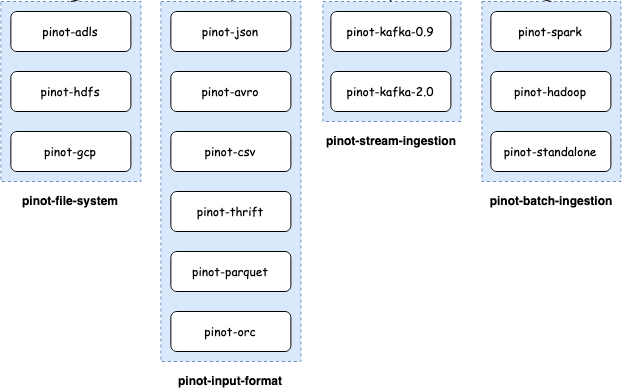 pinot-adls
pinot-hdfs
pinot-gcp
pinot-file-system
pinot-json
pinot-avro
pinot-csv
pinot-thrift
pinot-parquet
pinot-orc
pinot-input-format
pinot-kafka-0.9
pinot-kafka-2.0
pinot-stream-ingestion
pinot-spark
pinot-hadoop
pinot-standalone
pinot-batch-ingestion